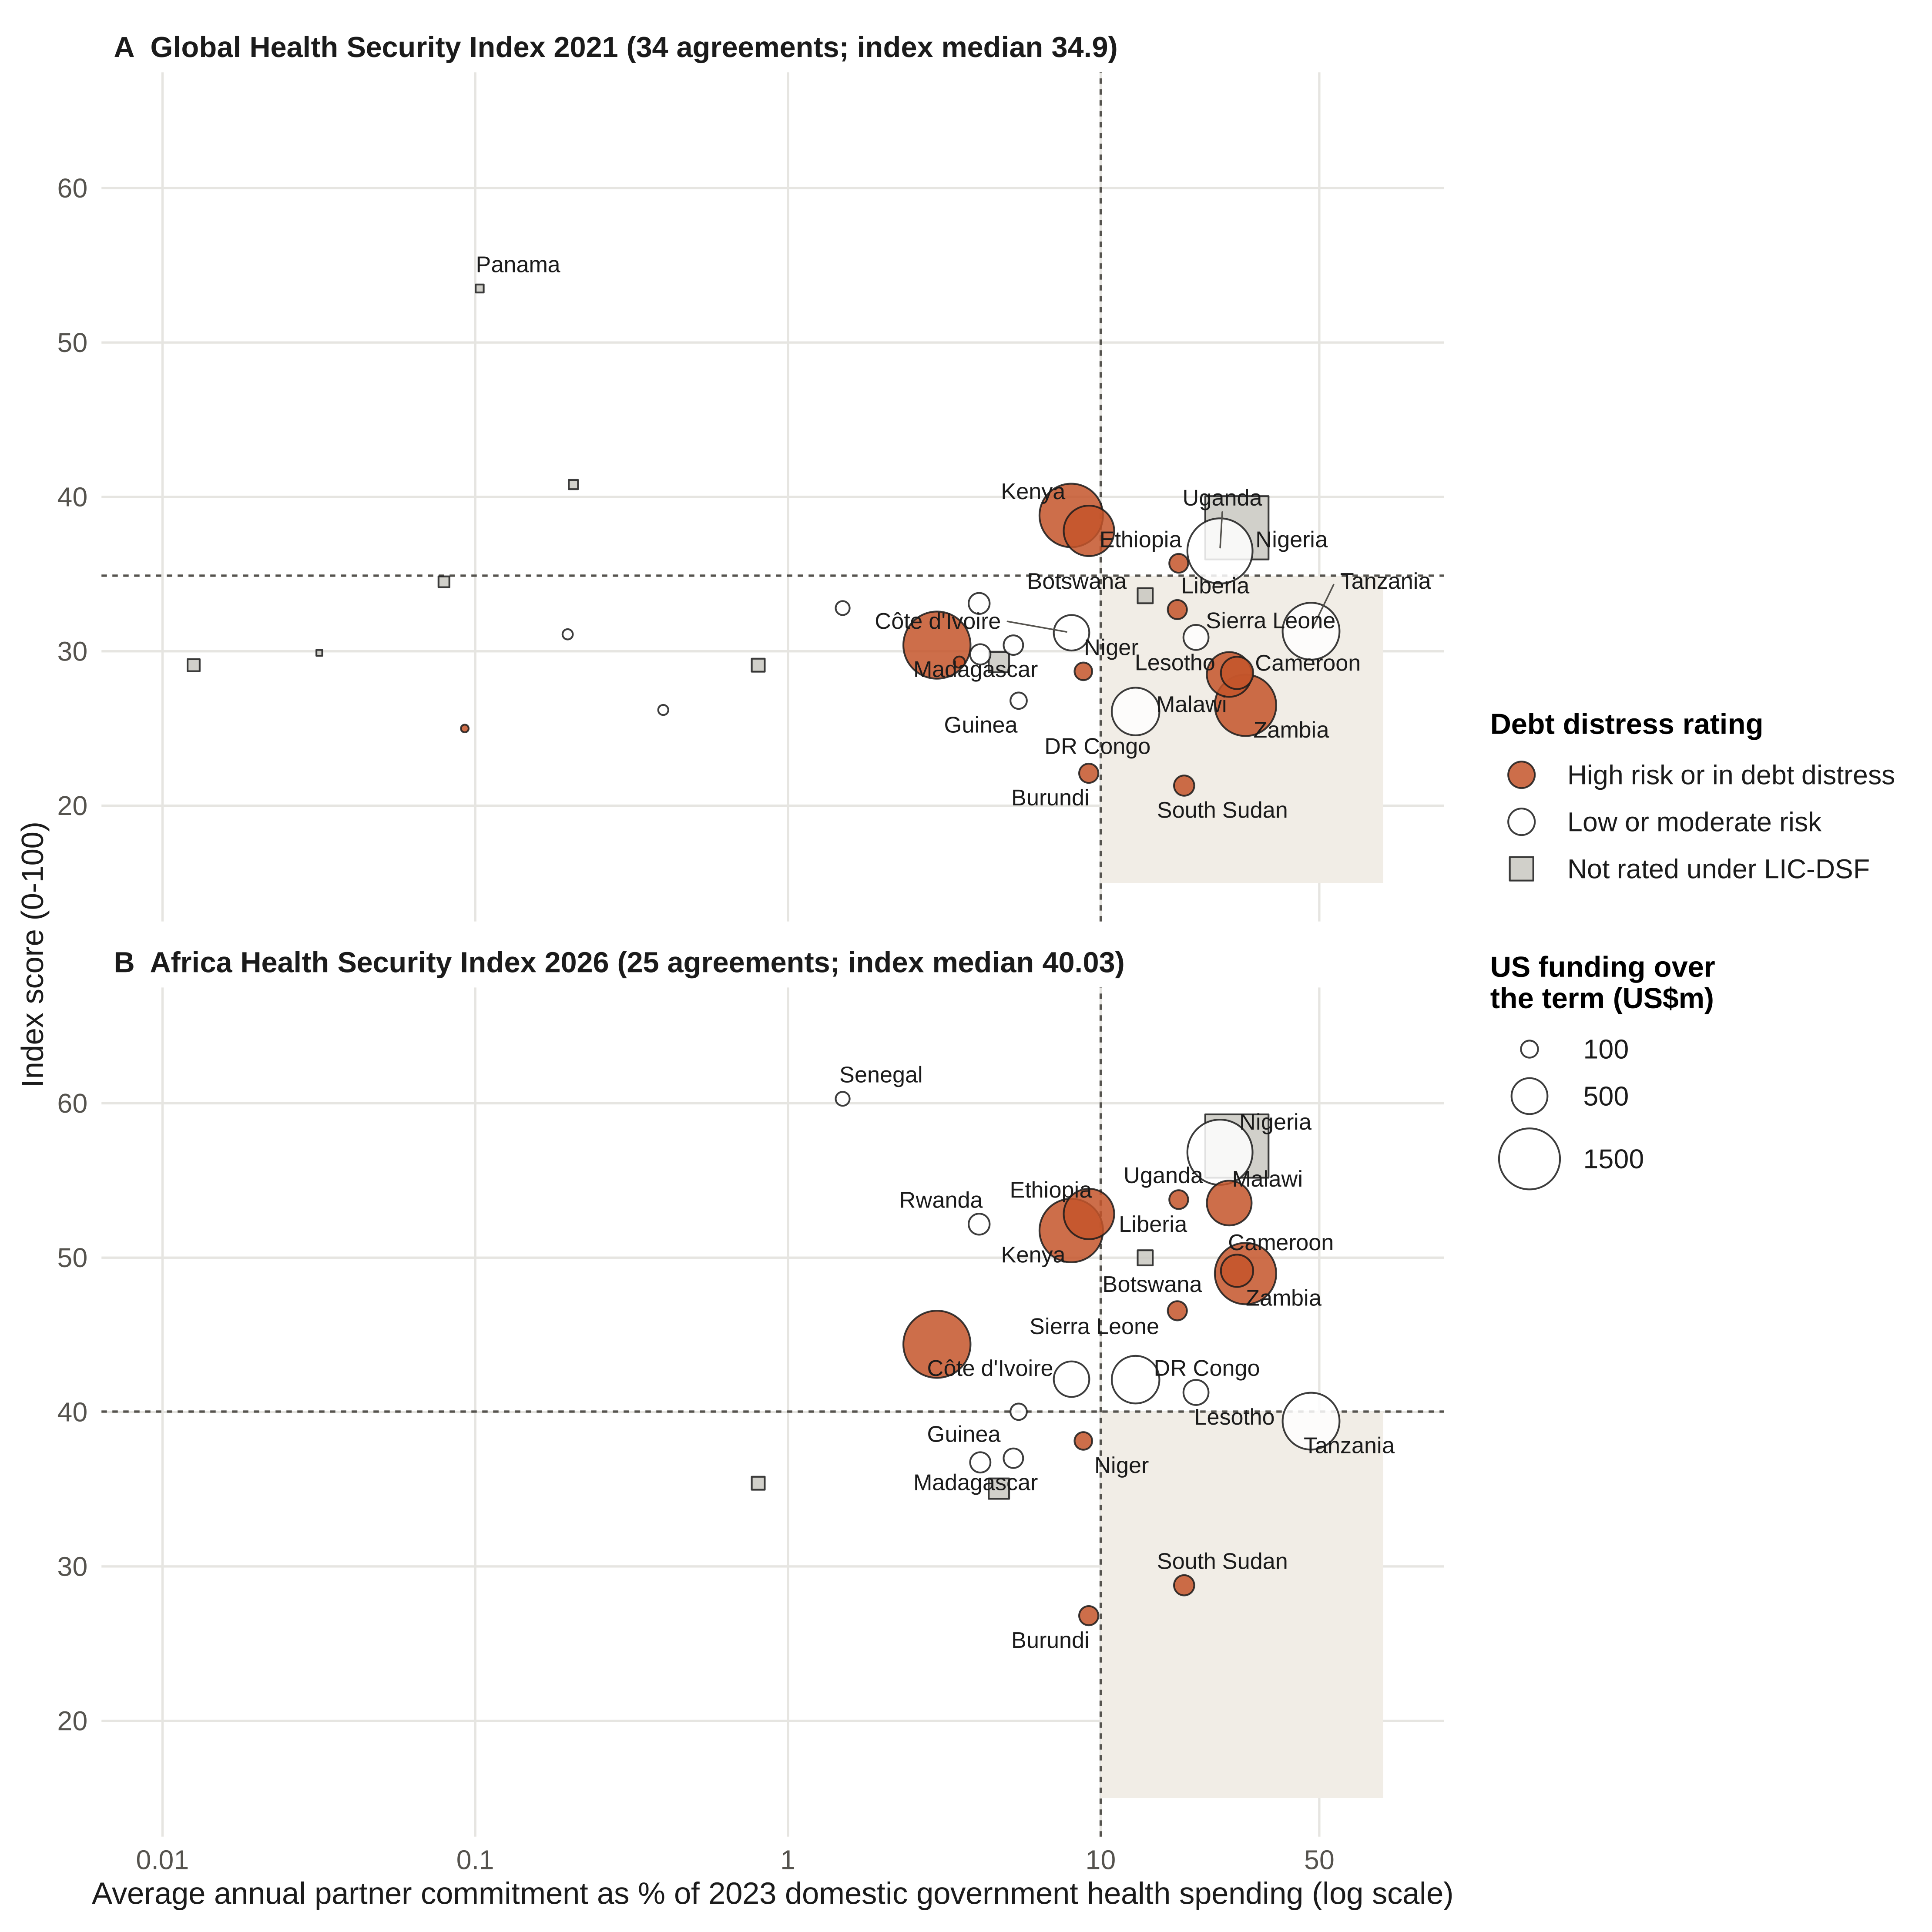 A Global Health Security Index 2021 (34 agreements; index median 34.9)
60
50
40
30
20
Panama
Kenya
Uganda
Ethiopia
Nigeria
Botswana
Liberia
Tanzania
Côte d'Ivoire
Sierra Leone
Niger
Madagascar
Lesotho
Cameroon
Guinea
Malawi
Zambia
DR Congo
Burundi
South Sudan
Index score (0-100)
B Africa Health Security Index 2026 (25 agreements; index median 40.03)
60
50
40
30
20
Senegal
Nigeria
Uganda
Malawi
Rwanda
Ethiopia
Liberia
Kenya
Cameroon
Botswana
Zambia
Sierra Leone
Côte d'Ivoire
DR Congo
Lesotho
Guinea
Tanzania
Niger
Madagascar
South Sudan
Burundi
0.01
0.1
1
10
50
Average annual partner commitment as % of 2023 domestic government health spending (log scale)
Debt distress rating
High risk or in debt distress
Low or moderate risk
Not rated under LIC-DSF
US funding over
the term (US$m)
100
500
1500